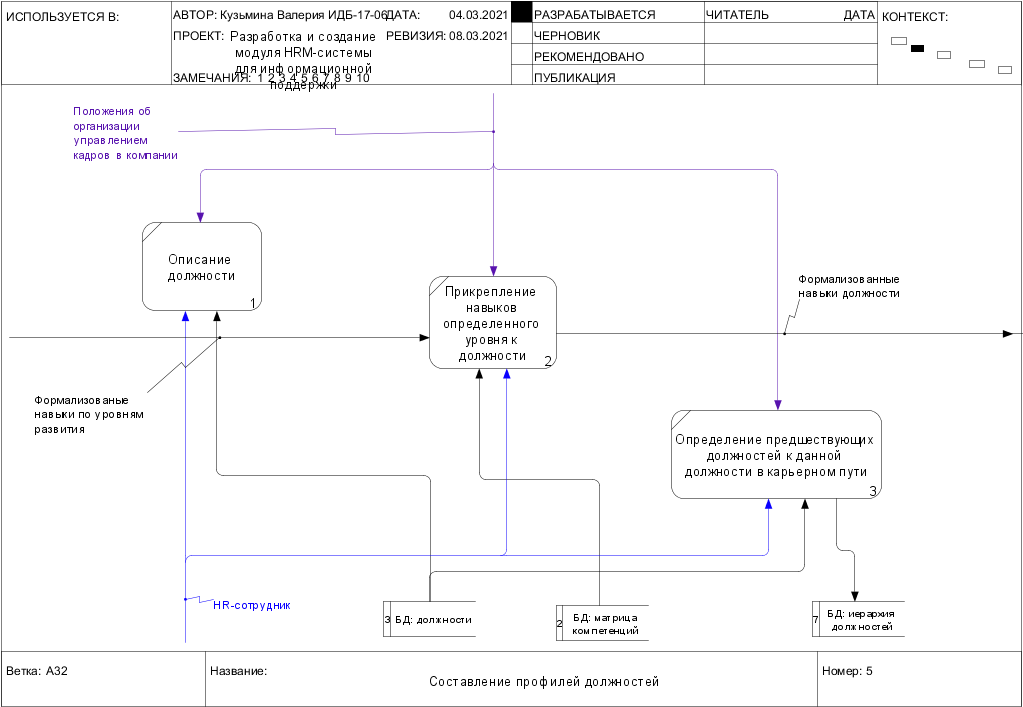 ИСПОЛЬЗУЕТСЯ В:
АВТОР: Кузьмина Валерия ИДБ-17-06
ДАТА: 04.03.2021
ПРОЕКТ: Разработка и создание
модуля HRM-системы
для информационной
поддержки
РЕВИЗИЯ: 08.03.2021
ЗАМЕЧАНИЯ: 1 2 3 4 5 6 7 8 9 10
РАЗРАБАТЫВАЕТСЯ
ЧЕРНОВИК
РЕКОМЕНДОВАНО
ПУБЛИКАЦИЯ
ЧИТАТЕЛЬ
ДАТА
КОНТЕКСТ:
Положения об
организации
управлением
кадров в компании
Описание
должности
1
Прикрепление
навыков
определенного
уровня к
должности
2
Формализованные
навыки должности
Формализованые
навыки по уровням
развития
Определение предшествующих
должностей к данной
должности в карьерном пути
3
HR-сотрудник
3 БД: должности
2 БД: матрица
компетенций
7 БД: иерархия
должностей
Ветка: A32
Название:
Составление профилей должностей
Номер: 5